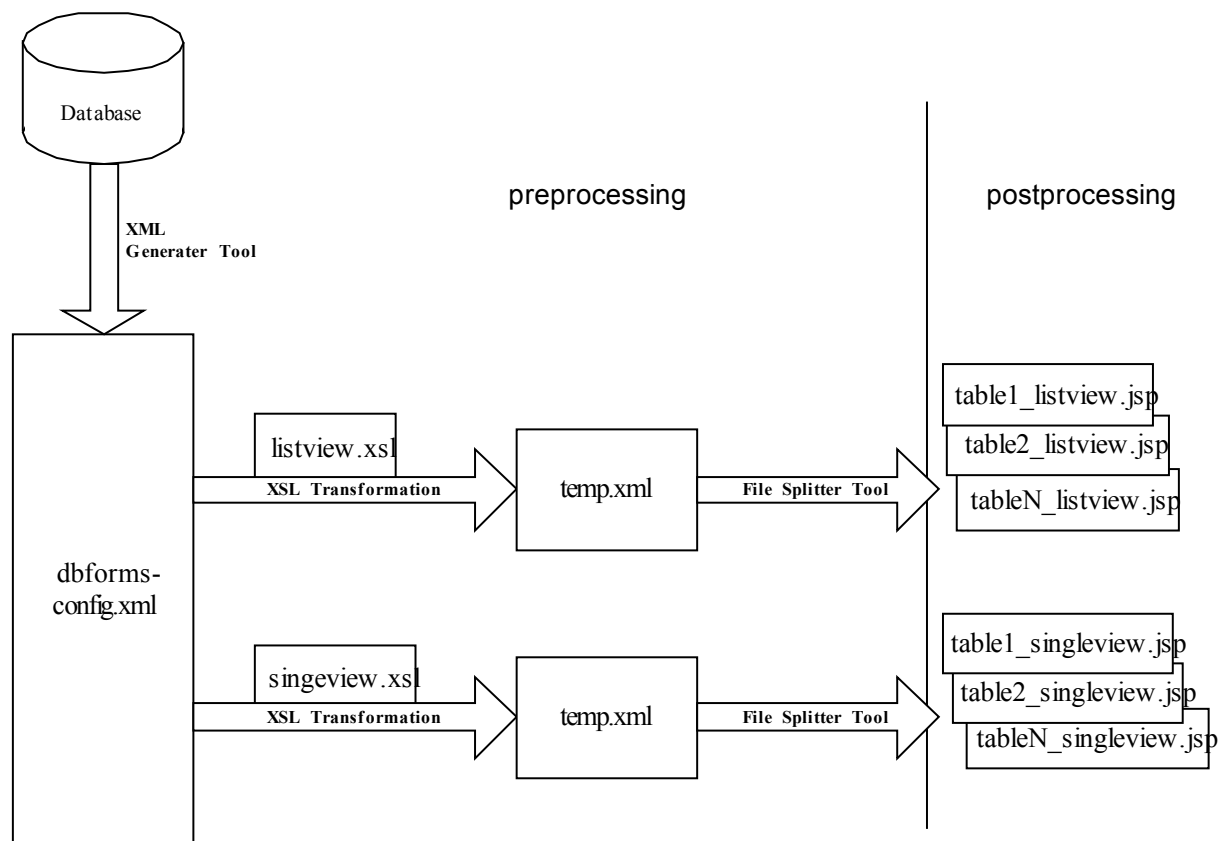 Database
preprocessing
postprocessing
XML
Generater Tool
table1_listview.jsp
listview.xsl
table2_listview.jsp
XSL Transformation
temp.xml
File Splitter Tool
tableN_listview.jsp
dbforms-
config.xml
table1_singleview.jsp
singeview.xsl
table2_singleview.jsp
XSL Transformation
temp.xml
File Splitter Tool
tableN_singleview.jsp